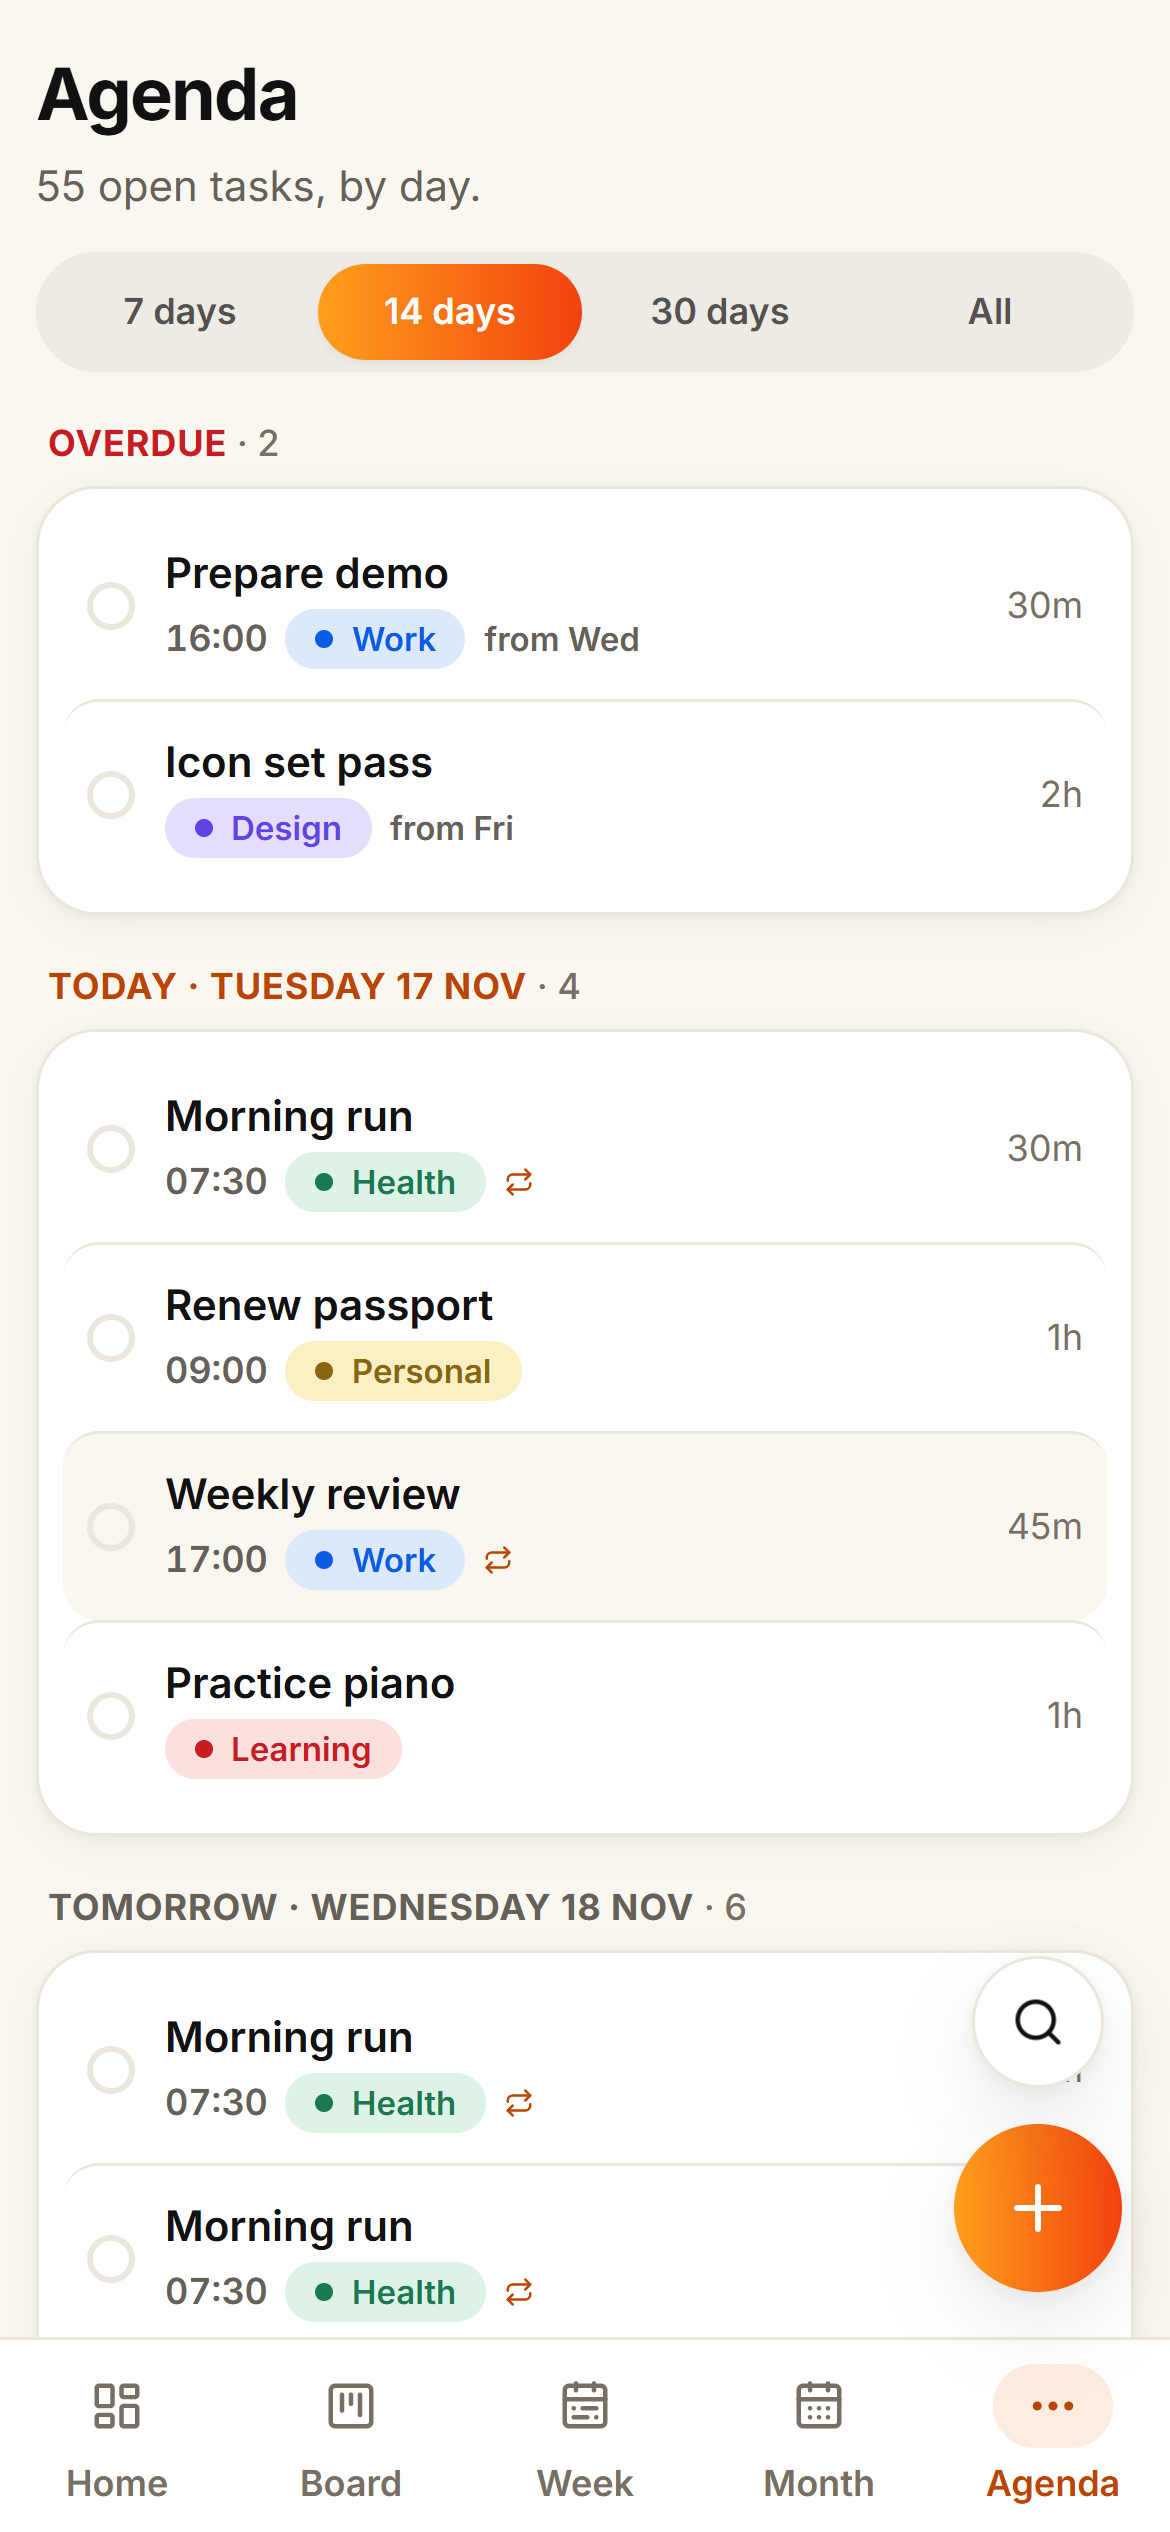 Agenda
55 open tasks, by day.
7 days
14 days
30 days
All
OVERDUE · 2
Prepare demo
30m
16:00
Work
from Wed
Icon set pass
2h
Design
from Fri
TODAY · TUESDAY 17 NOV · 4
Morning run
30m
07:30
Health
Renew passport
1h
09:00
Personal
Weekly review
45m
17:00
Work
Practice piano
1h
Learning
TOMORROW · WEDNESDAY 18 NOV · 6
Morning run
07:30
Health
Morning run
07:30
Health
Home
Board
Week
Month
Agenda